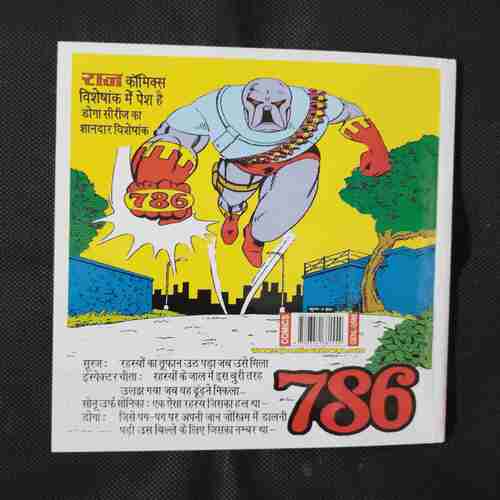 राज कॉमिक्स
विशेषांक में पेश है
डोगा सीरीज का
शानदार विशेषांक
786
COMICS
सूरज: रहस्यों का तूफान उठ पड़ा जब उसे मिला
इंस्पेक्टर चीता: रहस्यों के जाल में इस बुरी तरह
उलझ गया जब वह ढूंढने निकला--
सोनू उर्फ मोनिका: एक ऐसा रहस्य जिसका हल था--
डोगा: जिसे पग-पग पर अपनी जान जोखिम में डालनी
पड़ी उस बिल्ले के लिए जिसका नम्बर था--
786